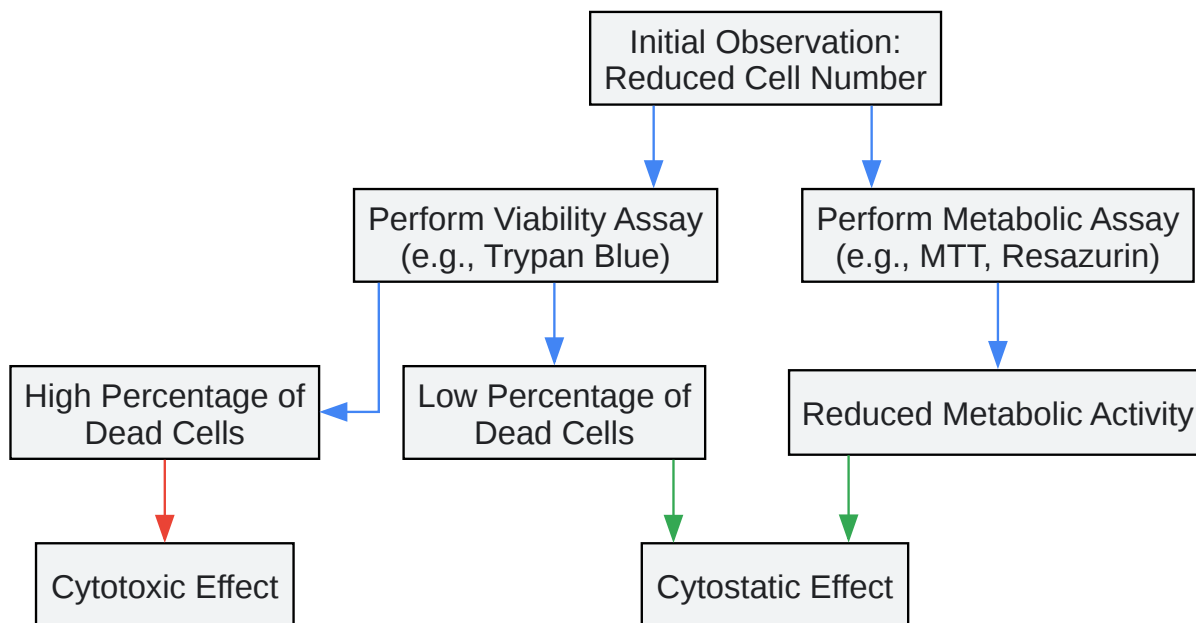 Initial Observation:
Reduced Cell Number
Perform Viability Assay
(e.g., Trypan Blue)
Perform Metabolic Assay
(e.g., MTT, Resazurin)
High Percentage of
Dead Cells
Low Percentage of
Dead Cells
Reduced Metabolic Activity
Cytotoxic Effect
Cytostatic Effect